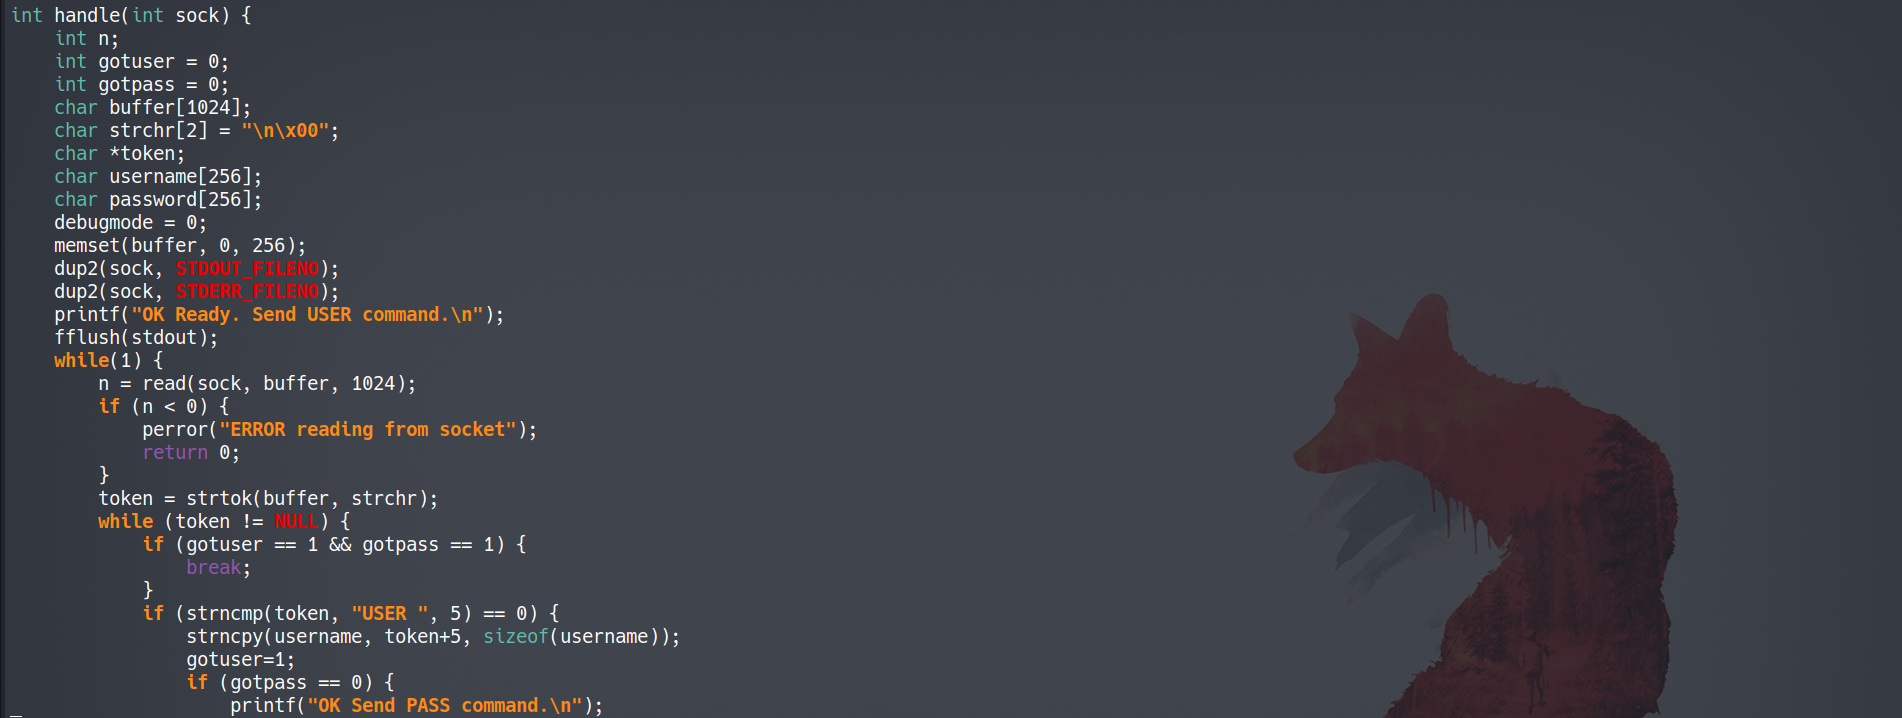 int handle(int sock) {
    int n;
    int gotuser = 0;
    int gotpass = 0;
    char buffer[1024];
    char strchr[2] = "\n\x00";
    char *token;
    char username[256];
    char password[256];
    debugmode = 0;
    memset(buffer, 0, 256);
    dup2(sock, STDOUT_FILENO);
    dup2(sock, STDERR_FILENO);
    printf("OK Ready. Send USER command.\n");
    fflush(stdout);
    while(1) {
        n = read(sock, buffer, 1024);
        if (n < 0) {
            perror("ERROR reading from socket");
            return 0;
        }
        token = strtok(buffer, strchr);
        while (token != NULL) {
            if (gotuser == 1 && gotpass == 1) {
                break;
            }
            if (strncmp(token, "USER ", 5) == 0) {
                strncpy(username, token+5, sizeof(username));
                gotuser=1;
                if (gotpass == 0) {
                    printf("OK Send PASS command.\n");